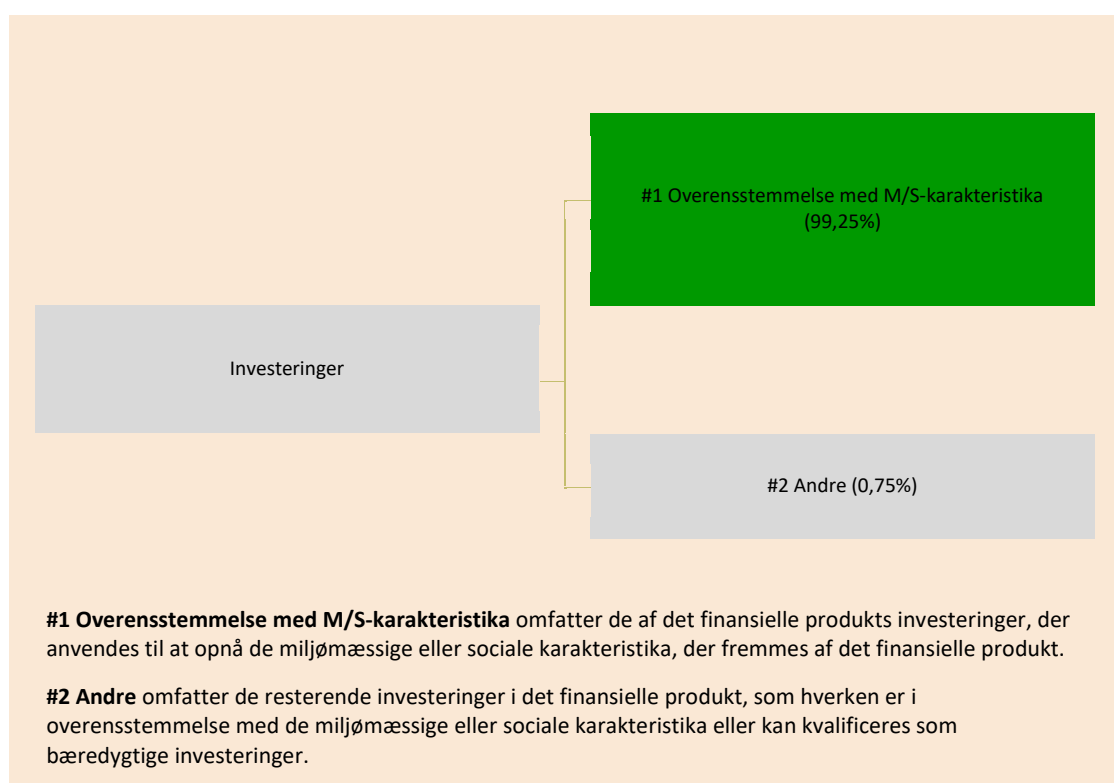 #1 Overensstemmelse med M/S-karakteristika
(99,25%)
Investeringer
#2 Andre (0,75%)
#1 Overensstemmelse med M/S-karakteristika omfatter de af det finansielle produkts investeringer, der
anvendes til at opnå de miljømæssige eller sociale karakteristika, der fremmes af det finansielle produkt.
#2 Andre omfatter de resterende investeringer i det finansielle produkt, som hverken er i
overensstemmelse med de miljømæssige eller sociale karakteristika eller kan kvalificeres som
bæredygtige investeringer.